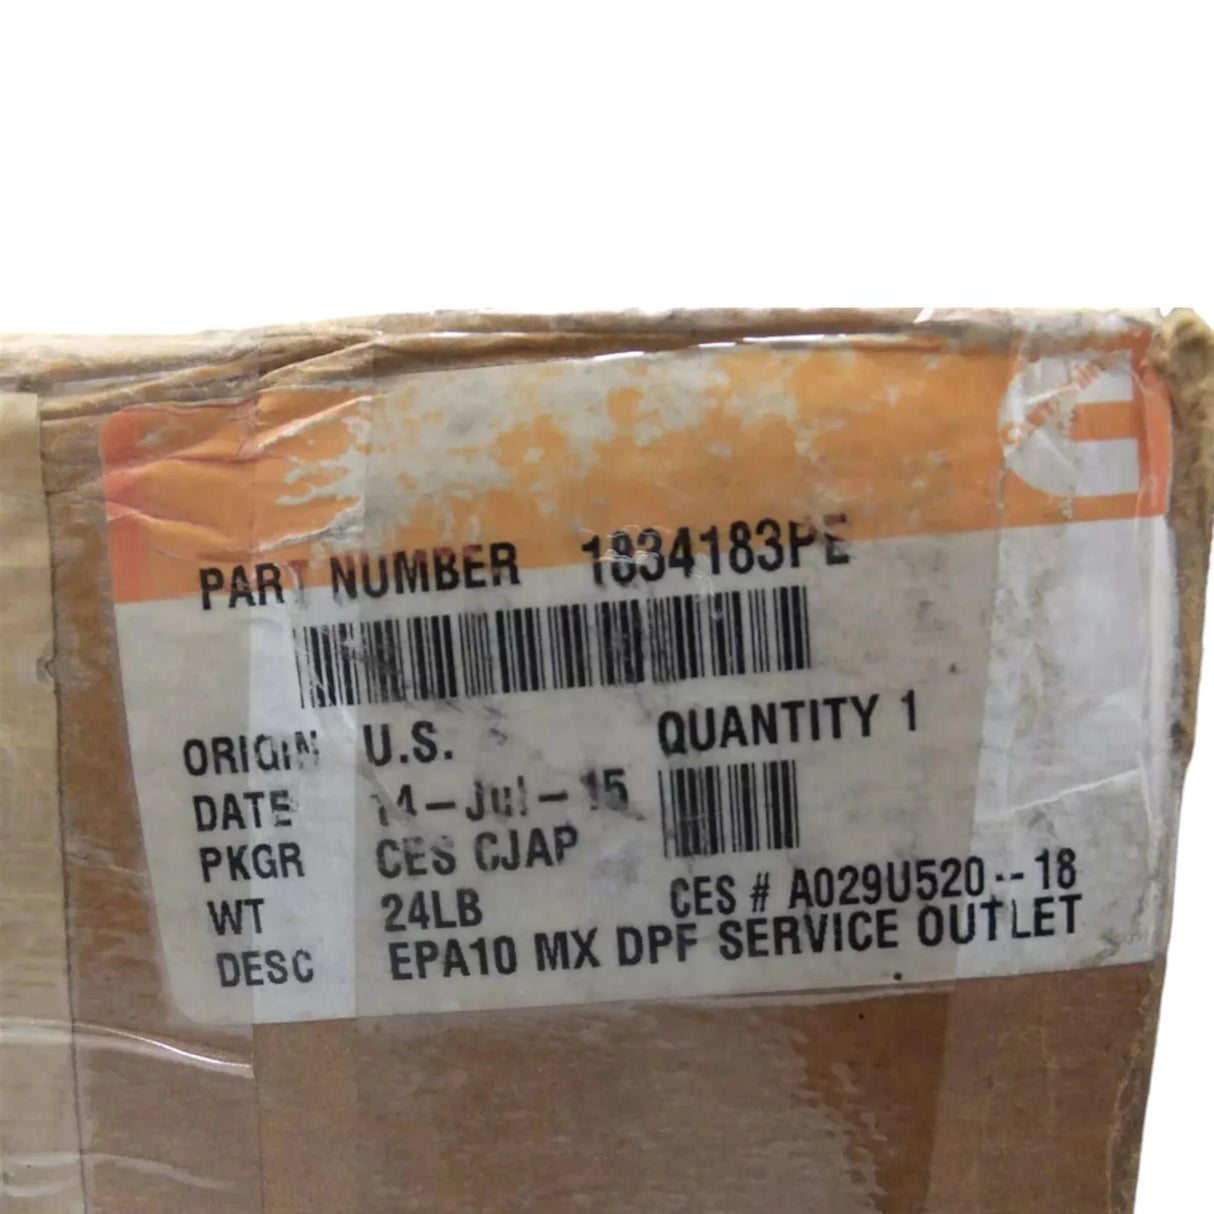 PART NUMBER 1834183PE
ORIGIN U.S.
QUANTITY 1
DATE 14-Jul-15
PKGR CES CJAP
WT 24LB
CES # A029U520--18
DESC EPA10 MX DPF SERVICE OUTLET